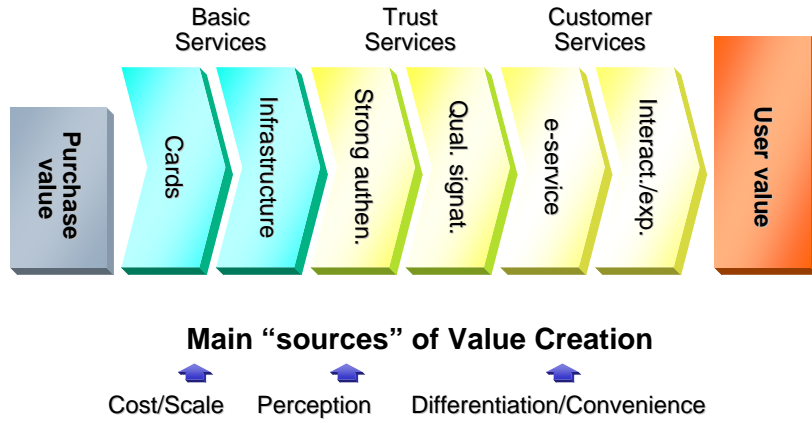 Basic
Services
Trust
Services
Customer
Services
Purchase
value
Cards
Infrastructure
Strong authen.
Qual. signat.
e-service
Interact./exp.
User value
Main “sources” of Value Creation
Cost/Scale
Perception
Differentiation/Convenience